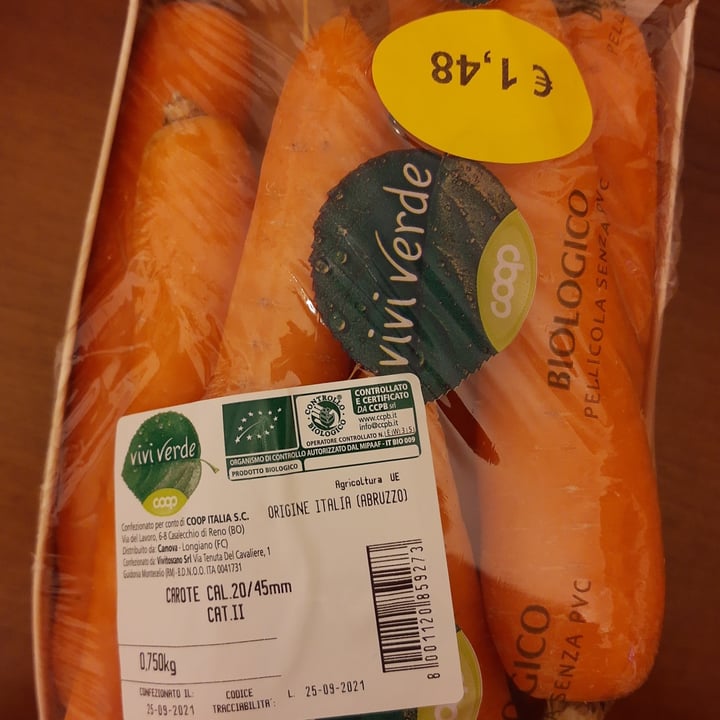 € 1,48
vivi verde
coop
BIOLOGICO
PELLICOLA SENZA PVC
vivi verde
coop
CONTROLLO
BIOLOGICO
CONTROLLATO
E CERTIFICATO
DA CCPB srl
www.ccpb.it
info@ccpb.it
OPERATORE CONTROLLATO N.
ORGANISMO DI CONTROLLO AUTORIZZATO DAL MIPAAF - IT BIO 009
PRODOTTO BIOLOGICO
Agricoltura UE
ORIGINE ITALIA (ABRUZZO)
Confezionato per conto di COOP ITALIA S.C.
Via del Lavoro, 6-8 Casalecchio di Reno (BO)
Distribuito da: Canova - Longiano (FC)
Confezionato da: Vivitoscano Srl Via Tenuta Del Cavaliere, 1
Guidonia Montecelio (RM) - B.D.N.O.O. ITA 0041731
CAROTE CAL.20/45mm
CAT.II
0,750kg
CONFEZIONATO IL:
25-09-2021
CODICE
TRACCIABILITA':
L. 25-09-2021
8 001120 859273
GICO
SENZA PVC